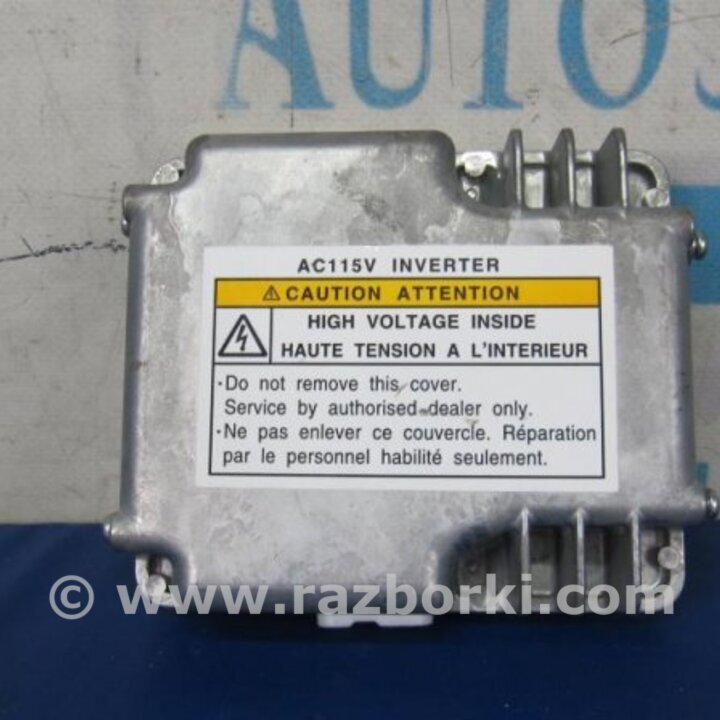 AUTOS
AC115V INVERTER
⚠ CAUTION ATTENTION
HIGH VOLTAGE INSIDE
HAUTE TENSION A L'INTERIEUR
·Do not remove this cover.
Service by authorised dealer only.
·Ne pas enlever ce couvercle. Réparation
par le personnel habilité seulement.
© www.razborki.com